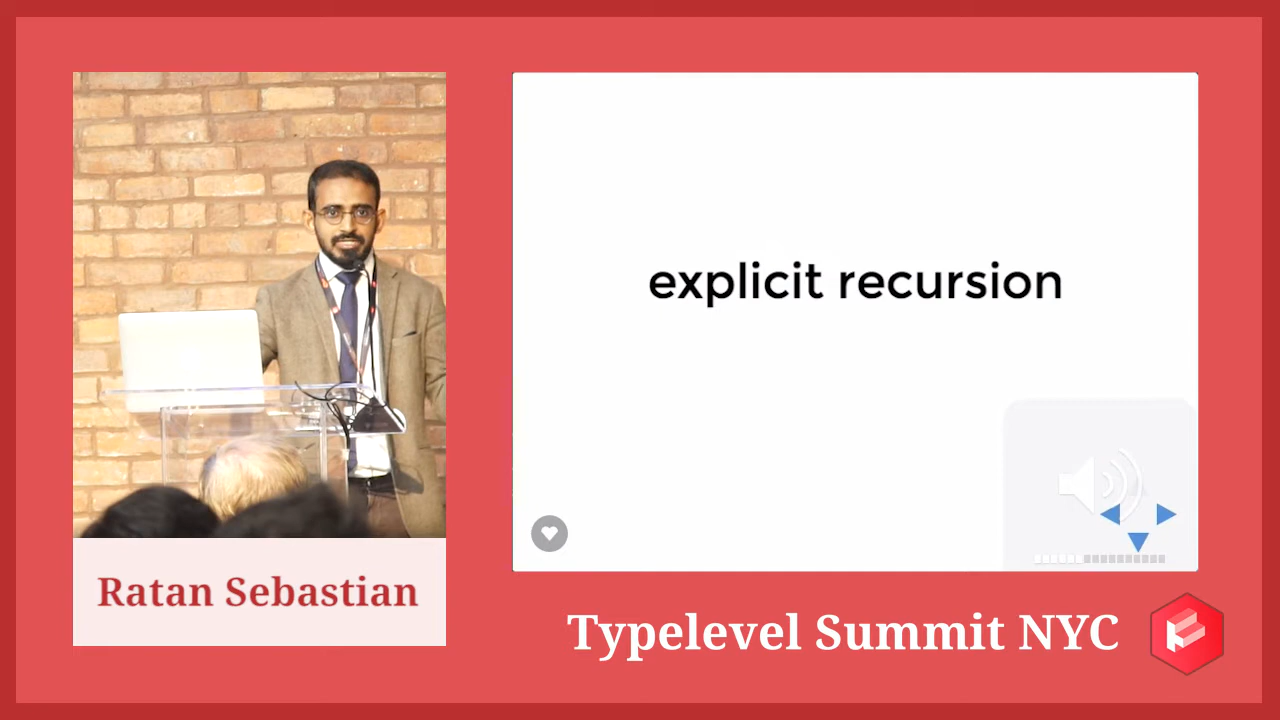 explicit recursion
Ratan Sebastian
Typelevel Summit NYC